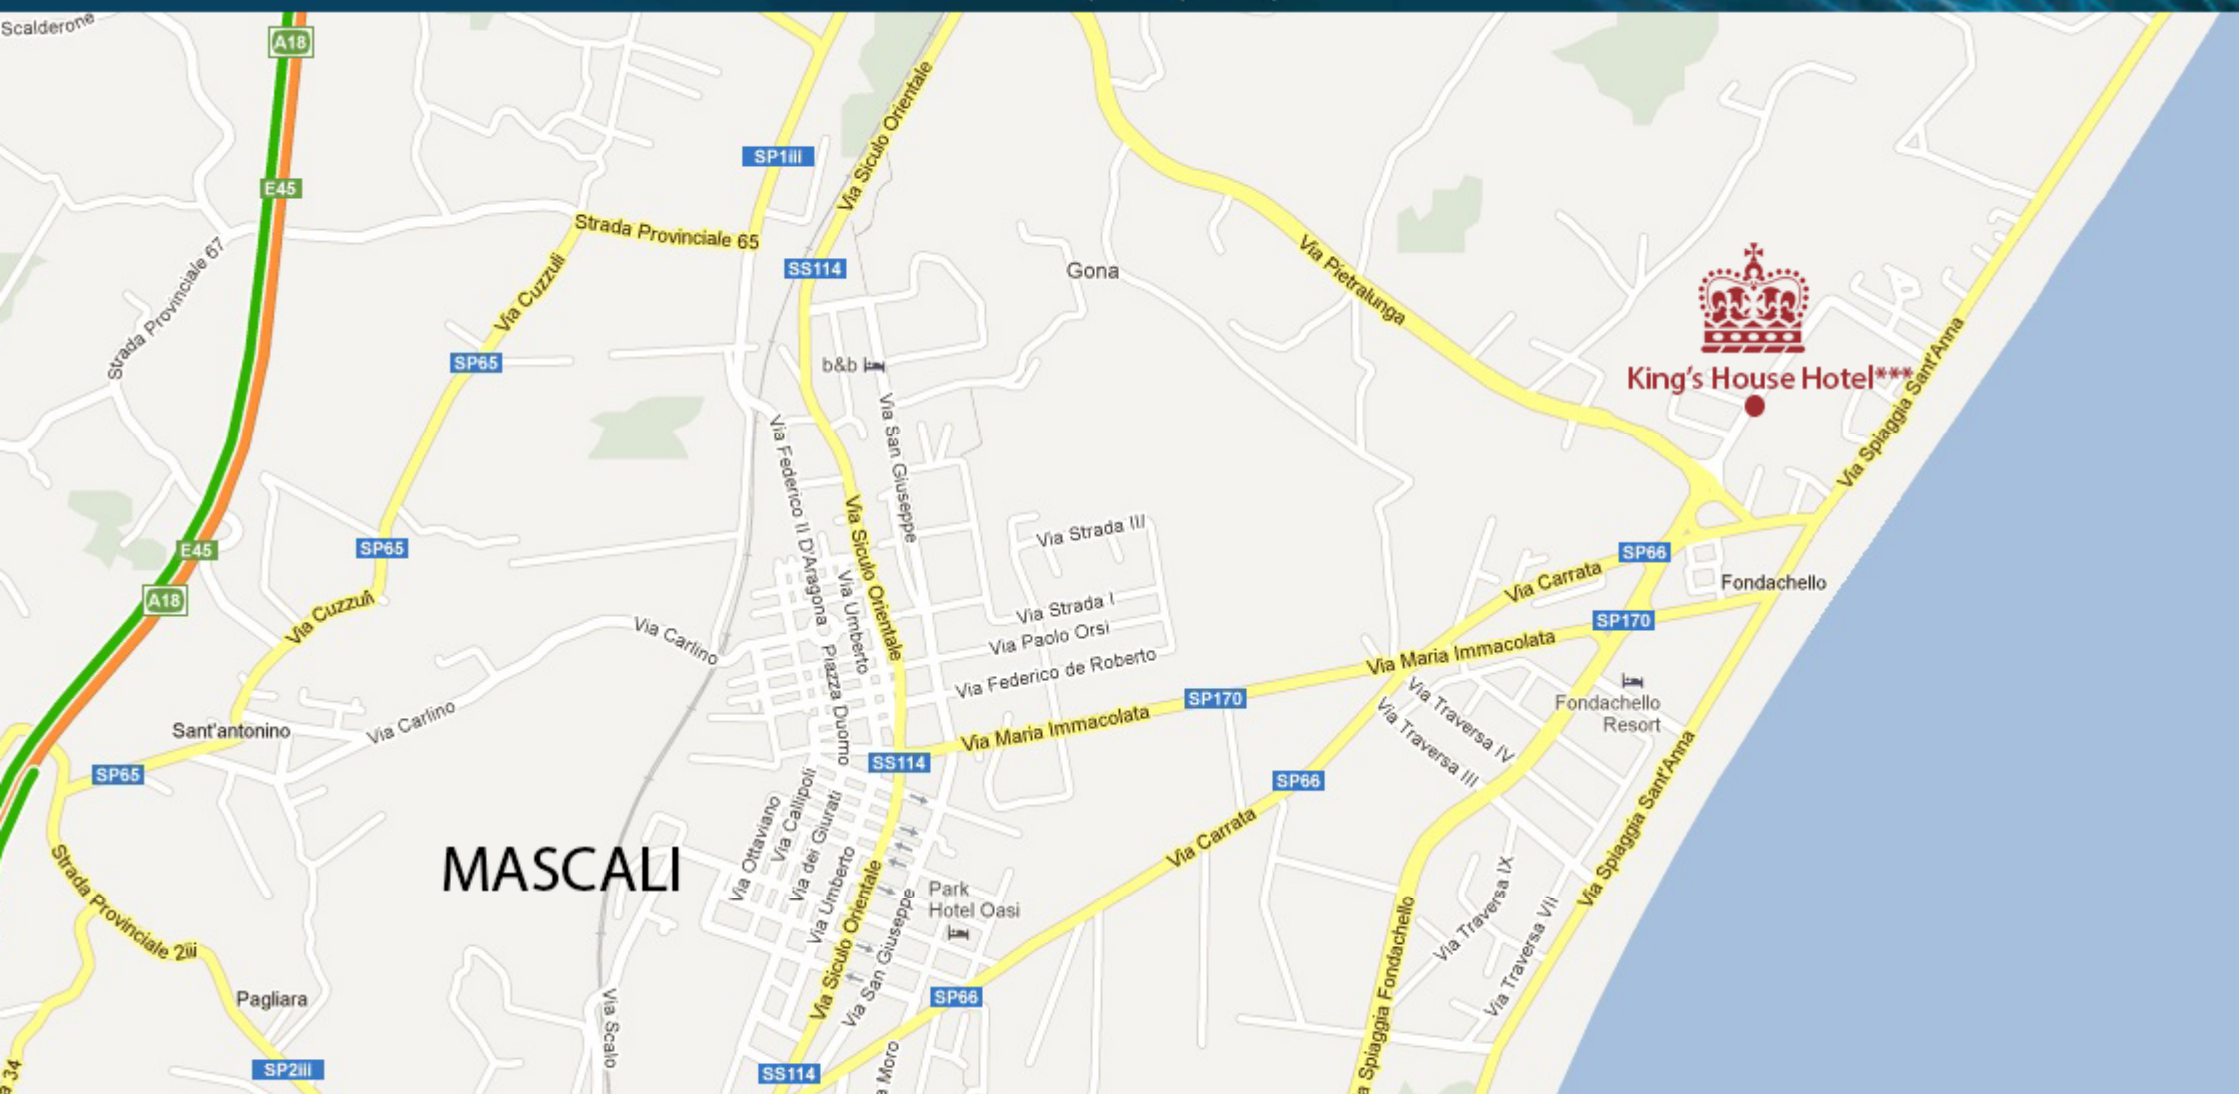 Scalderone
A18
Via Siculo Orientale
SP1iii
E45
Strada Provinciale 65
Strada Provinciale 67
Via Cuzzuli
SS114
Gona
Via Pietralunga
King's House Hotel***
Via Spiaggia Sant'Anna
SP65
b&b
Via San Giuseppe
Via Federico II D'Aragona
Via Siculo Orientale
Via Strada III
E45
SP65
SP66
Via Carrata
Fondachello
A18
Via Cuzzuli
Via Umberto
Via Strada I
SP170
Via Carlino
Via Paolo Orsi
Via Maria Immacolata
Via Federico de Roberto
Piazza Duomo
SP170
Fondachello
Resort
Via Traversa IV
Via Traversa III
Sant'antonino
Via Carlino
Via Maria Immacolata
SS114
SP65
SP66
Via Spiaggia Sant'Anna
Via Ottaviano
Via Callipoli
Via dei Giurati
Via Carrata
MASCALI
Strada Provinciale 2iii
Via Umberto
Via Siculo Orientale
Via San Giuseppe
Park
Hotel Oasi
Via Traversa IX
Via Traversa VII
Spiaggia Fondachello
Pagliara
SP66
Via Scalo
SP2iii
SS114
Moro
34